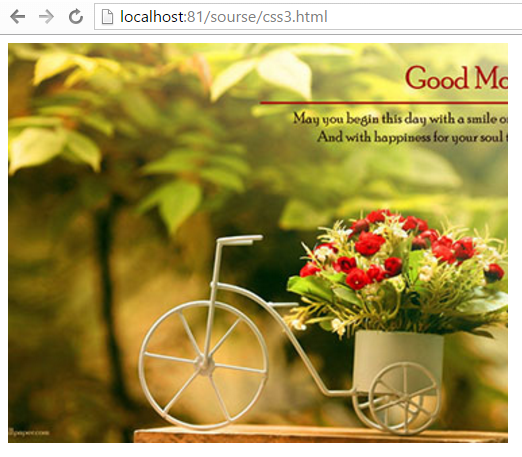 localhost:81/sourse/css3.html
Good Mo
May you begin this day with a smile o
And with happiness for your soul t
llpaper.com